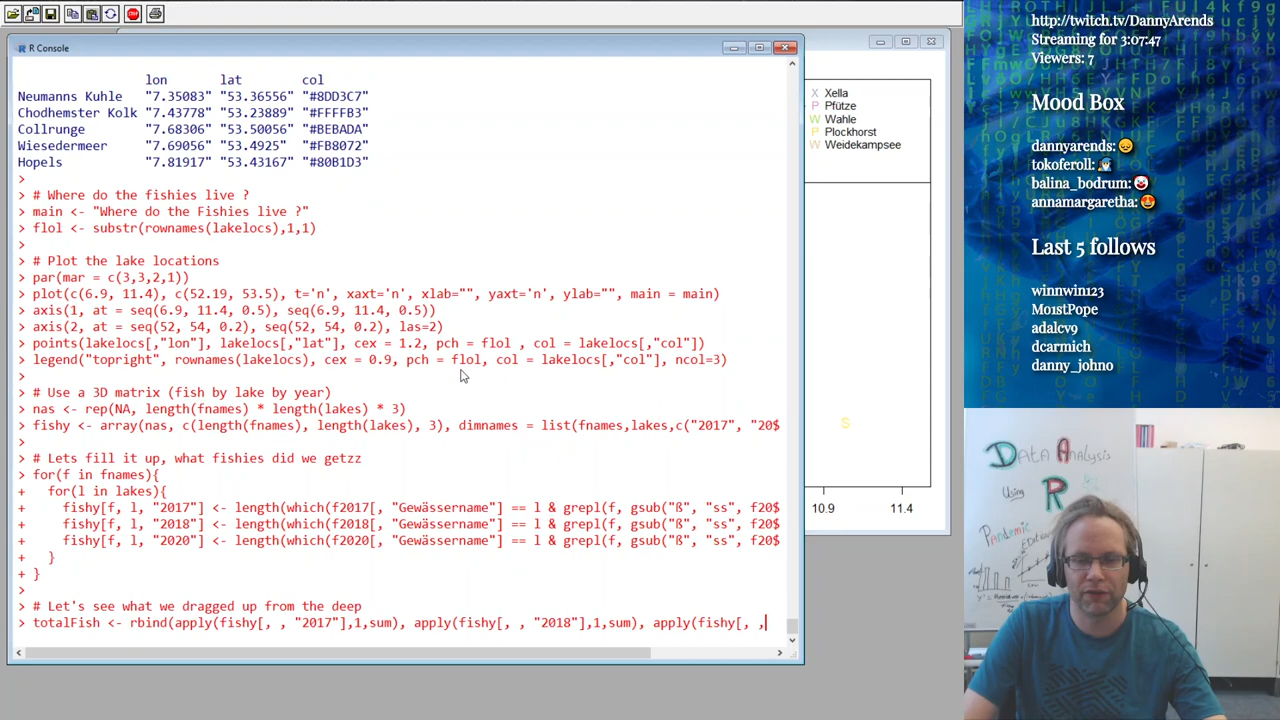 R Console
lon lat col
Neumanns Kuhle "7.35083" "53.36556" "#8DD3C7"
Chodhemster Kolk "7.43778" "53.23889" "#FFFFB3"
Collrunge "7.68306" "53.50056" "#BEBADA"
Wiesedermeer "7.69056" "53.4925" "#FB8072"
Hopels "7.81917" "53.43167" "#80B1D3"
>
> # Where do the fishies live ?
> main <- "Where do the Fishies live ?"
> flol <- substr(rownames(lakelocs),1,1)
>
> # Plot the lake locations
> par(mar = c(3,3,2,1))
> plot(c(6.9, 11.4), c(52.19, 53.5), t='n', xaxt='n', xlab="", yaxt='n', ylab="", main = main)
> axis(1, at = seq(6.9, 11.4, 0.5), seq(6.9, 11.4, 0.5))
> axis(2, at = seq(52, 54, 0.2), seq(52, 54, 0.2), las=2)
> points(lakelocs[,"lon"], lakelocs[,"lat"], cex = 1.2, pch = flol , col = lakelocs[,"col"])
> legend("topright", rownames(lakelocs), cex = 0.9, pch = flol, col = lakelocs[,"col"], ncol=3)
>
> # Use a 3D matrix (fish by lake by year)
> nas <- rep(NA, length(fnames) * length(lakes) * 3)
> fishy <- array(nas, c(length(fnames), length(lakes), 3), dimnames = list(fnames,lakes,c("2017", "20$
>
> # Lets fill it up, what fishies did we getzz
> for(f in fnames){
+ for(l in lakes){
+ fishy[f, l, "2017"] <- length(which(f2017[, "Gewässername"] == l & grepl(f, gsub("ß", "ss", f20$
+ fishy[f, l, "2018"] <- length(which(f2018[, "Gewässername"] == l & grepl(f, gsub("ß", "ss", f20$
+ fishy[f, l, "2020"] <- length(which(f2020[, "Gewässername"] == l & grepl(f, gsub("ß", "ss", f20$
+ }
+ }
>
> # Let's see what we dragged up from the deep
> totalFish <- rbind(apply(fishy[, , "2017"],1,sum), apply(fishy[, , "2018"],1,sum), apply(fishy[, ,
X Xella
P Pfütze
W Wahle
P Plockhorst
W Weidekampsee
S
10.9 11.4
http://twitch.tv/DannyArends
Streaming for 3:07:47
Viewers: 7
Mood Box
dannyarends:
tokoferoll:
balina_bodrum:
annamargaretha:
Last 5 follows
winnwin123
Mo1stPope
adalcv9
dcarmich
danny_johno
Data Analysis
Using R
Pandemic